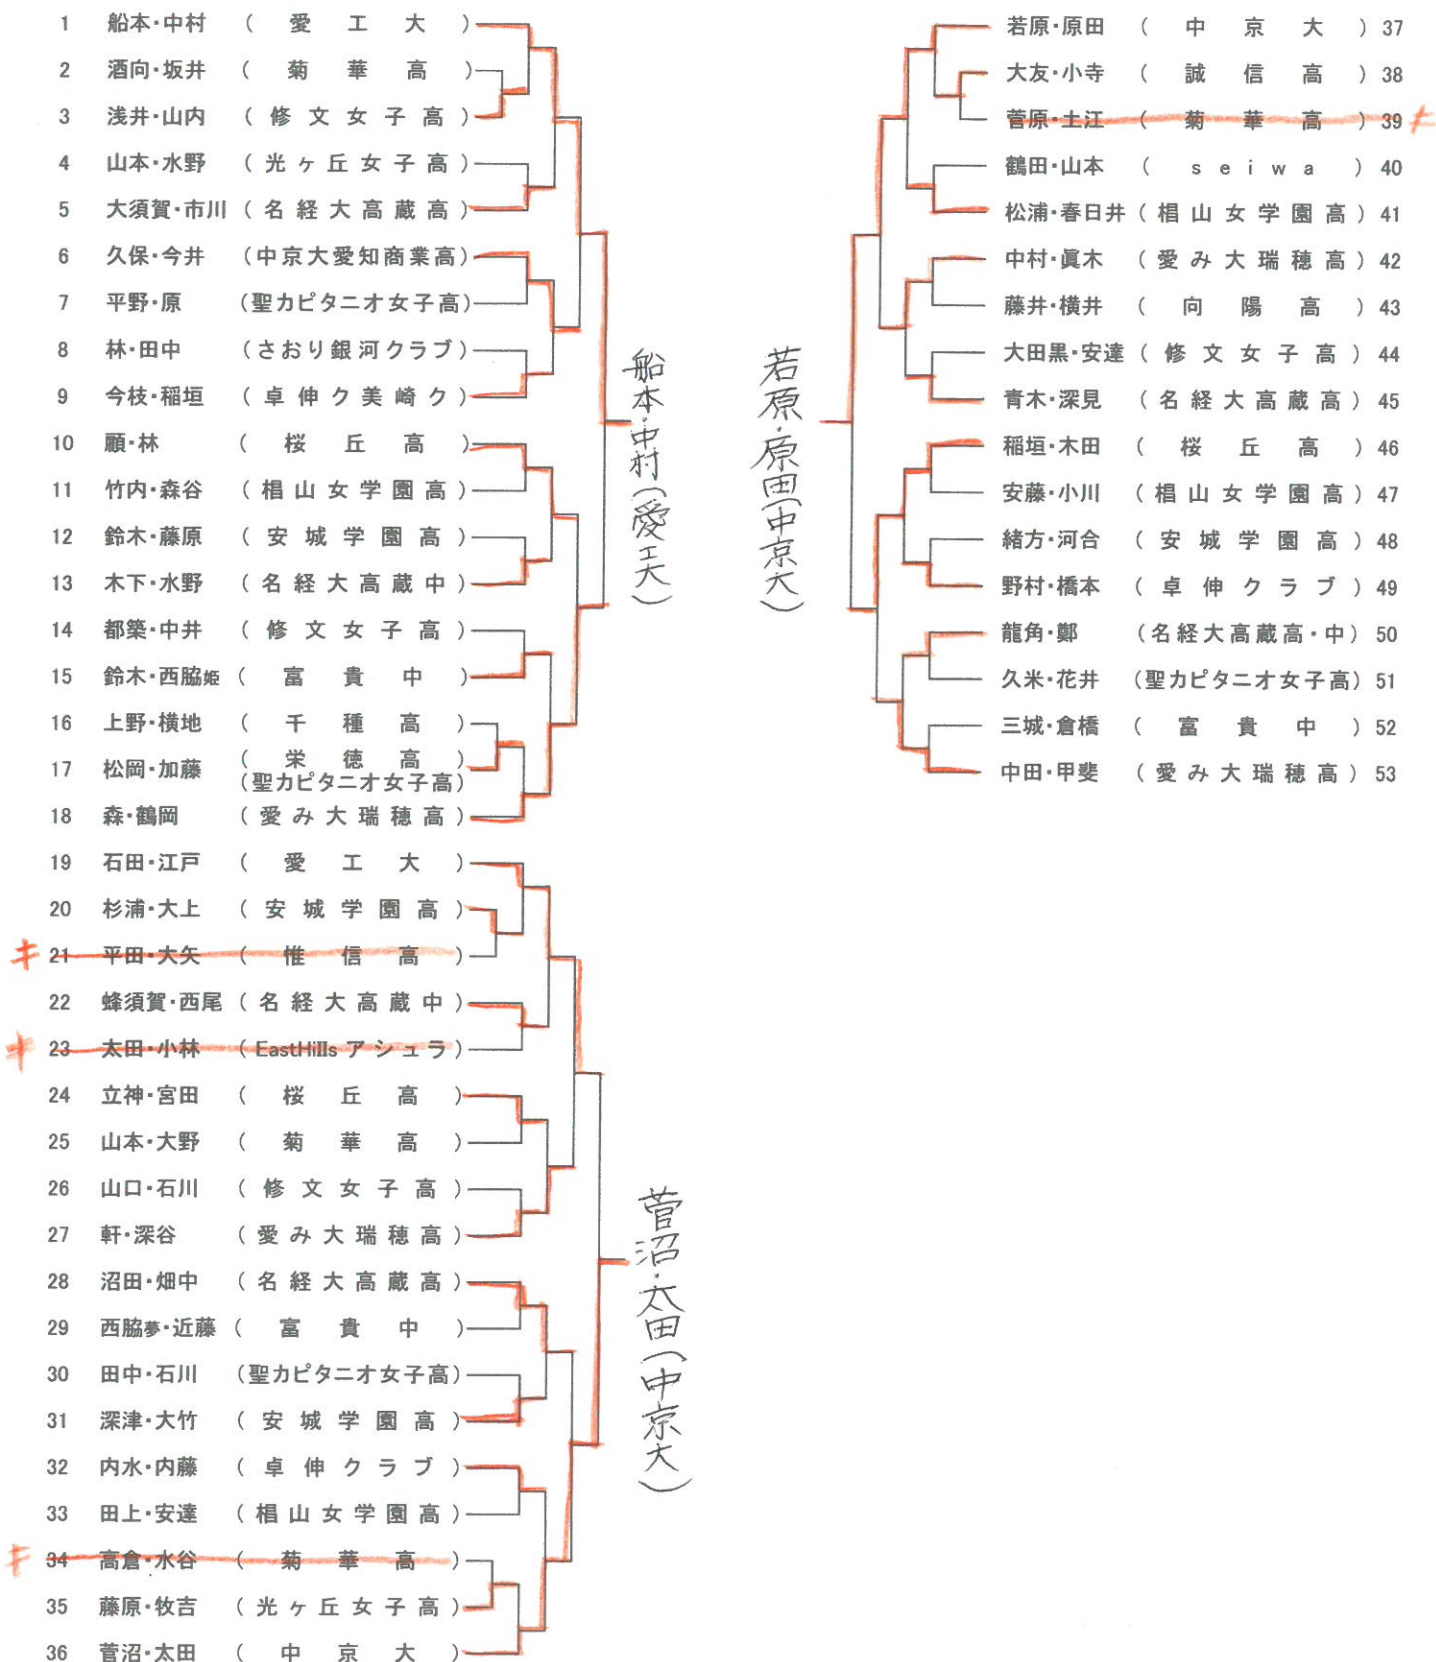 1 船本・中村 (愛工大)
2 酒向・坂井 (菊華高)
3 浅井・山内 (修文女子高)
4 山本・水野 (光ヶ丘女子高)
5 大須賀・市川 (名経大高蔵高)
6 久保・今井 (中京大愛知商業高)
7 平野・原 (聖カピタニオ女子高)
8 林・田中 (さおり銀河クラブ)
9 今枝・稲垣 (卓伸ク美崎ク)
10 顧・林 (桜丘高)
11 竹内・森谷 (椙山女学園高)
12 鈴木・藤原 (安城学園高)
13 木下・水野 (名経大高蔵中)
14 都築・中井 (修文女子高)
15 鈴木・西脇姫 (富貴中)
16 上野・横地 (千種高)
17 松岡・加藤 (栄徳高)
(聖カピタニオ女子高)
18 森・鶴岡 (愛み大瑞穂高)
船本・中村(愛工大)
19 石田・江戸 (愛工大)
20 杉浦・大上 (安城学園高)
キ 21 平田・大矢 (惟信高)
22 蜂須賀・西尾 (名経大高蔵中)
キ 23 太田・小林 (EastHills アシュラ)
24 立神・宮田 (桜丘高)
25 山本・大野 (菊華高)
26 山口・石川 (修文女子高)
27 軒・深谷 (愛み大瑞穂高)
28 沼田・畑中 (名経大高蔵高)
29 西脇夢・近藤 (富貴中)
30 田中・石川 (聖カピタニオ女子高)
31 深津・大竹 (安城学園高)
32 内水・内藤 (卓伸クラブ)
33 田上・安達 (椙山女学園高)
キ 34 高倉・水谷 (菊華高)
35 藤原・牧吉 (光ヶ丘女子高)
36 菅沼・太田 (中京大)
菅沼・太田(中京大)
若原・原田 (中京大) 37
大友・小寺 (誠信高) 38
菅原・土江 (菊華高) 39 キ
鶴田・山本 (seiwa) 40
松浦・春日井 (椙山女学園高) 41
中村・眞木 (愛み大瑞穂高) 42
藤井・横井 (向陽高) 43
大田黒・安達 (修文女子高) 44
青木・深見 (名経大高蔵高) 45
稲垣・木田 (桜丘高) 46
安藤・小川 (椙山女学園高) 47
緒方・河合 (安城学園高) 48
野村・橋本 (卓伸クラブ) 49
龍角・鄭 (名経大高蔵高・中) 50
久米・花井 (聖カピタニオ女子高) 51
三城・倉橋 (富貴中) 52
中田・甲斐 (愛み大瑞穂高) 53
若原・原田(中京大)